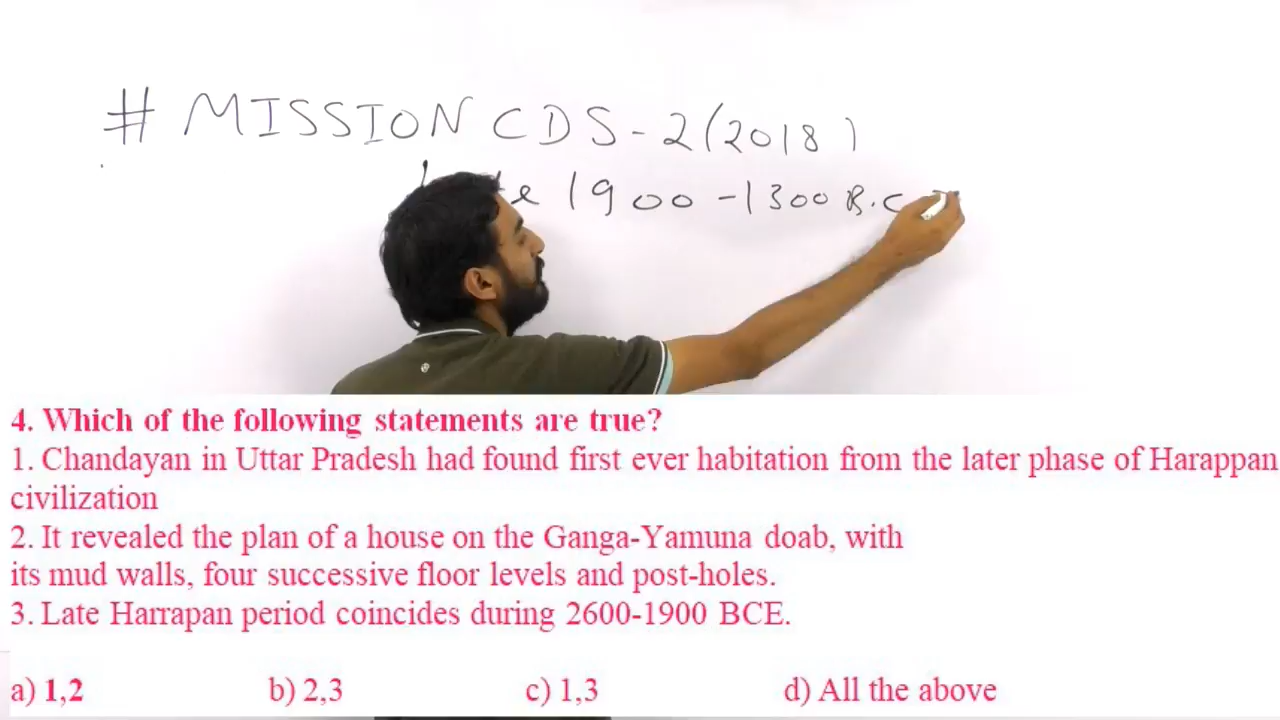 # MISSION CDS-2(2018)
1900-1300 B.C
4. Which of the following statements are true?
1. Chandayan in Uttar Pradesh had found first ever habitation from the later phase of Harappan
civilization
2. It revealed the plan of a house on the Ganga-Yamuna doab, with
its mud walls, four successive floor levels and post-holes.
3. Late Harrapan period coincides during 2600-1900 BCE.
a) 1,2 b) 2,3 c) 1,3 d) All the above